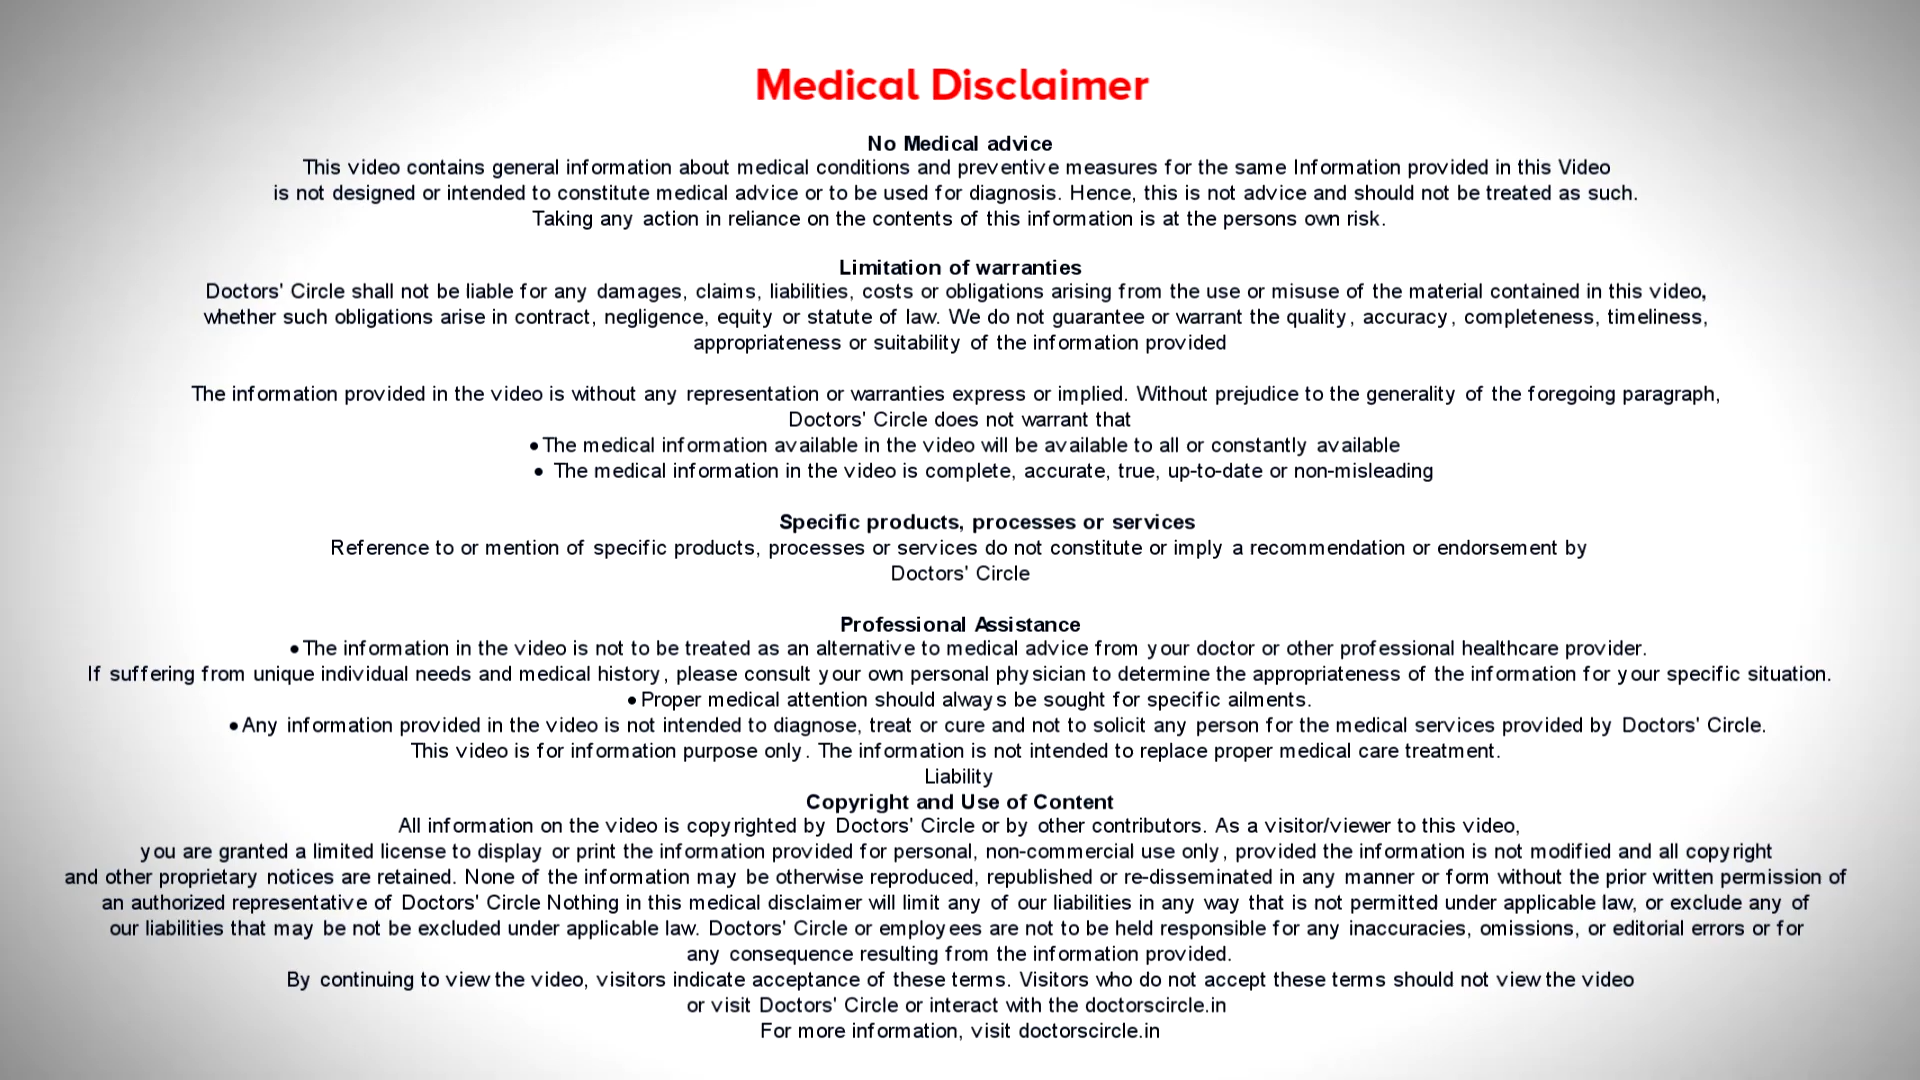 Medical Disclaimer
No Medical advice
This video contains general information about medical conditions and preventive measures for the same Information provided in this Video
is not designed or intended to constitute medical advice or to be used for diagnosis. Hence, this is not advice and should not be treated as such.
Taking any action in reliance on the contents of this information is at the persons own risk.
Limitation of warranties
Doctors' Circle shall not be liable for any damages, claims, liabilities, costs or obligations arising from the use or misuse of the material contained in this video,
whether such obligations arise in contract, negligence, equity or statute of law. We do not guarantee or warrant the quality, accuracy, completeness, timeliness,
appropriateness or suitability of the information provided
The information provided in the video is without any representation or warranties express or implied. Without prejudice to the generality of the foregoing paragraph,
Doctors' Circle does not warrant that
•The medical information available in the video will be available to all or constantly available
• The medical information in the video is complete, accurate, true, up-to-date or non-misleading
Specific products, processes or services
Reference to or mention of specific products, processes or services do not constitute or imply a recommendation or endorsement by
Doctors' Circle
Professional Assistance
•The information in the video is not to be treated as an alternative to medical advice from your doctor or other professional healthcare provider.
If suffering from unique individual needs and medical history, please consult your own personal physician to determine the appropriateness of the information for your specific situation.
•Proper medical attention should always be sought for specific ailments.
•Any information provided in the video is not intended to diagnose, treat or cure and not to solicit any person for the medical services provided by Doctors' Circle.
This video is for information purpose only. The information is not intended to replace proper medical care treatment.
Liability
Copyright and Use of Content
All information on the video is copyrighted by Doctors' Circle or by other contributors. As a visitor/viewer to this video,
you are granted a limited license to display or print the information provided for personal, non-commercial use only, provided the information is not modified and all copyright
and other proprietary notices are retained. None of the information may be otherwise reproduced, republished or re-disseminated in any manner or form without the prior written permission of
an authorized representative of Doctors' Circle Nothing in this medical disclaimer will limit any of our liabilities in any way that is not permitted under applicable law, or exclude any of
our liabilities that may be not be excluded under applicable law. Doctors' Circle or employees are not to be held responsible for any inaccuracies, omissions, or editorial errors or for
any consequence resulting from the information provided.
By continuing to view the video, visitors indicate acceptance of these terms. Visitors who do not accept these terms should not view the video
or visit Doctors' Circle or interact with the doctorscircle.in
For more information, visit doctorscircle.in